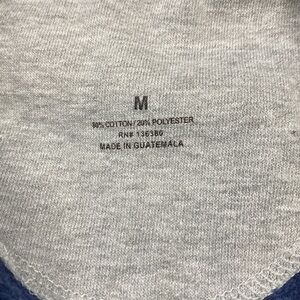 M
80% COTTON / 20% POLYESTER
RN# 136380
MADE IN GUATEMALA